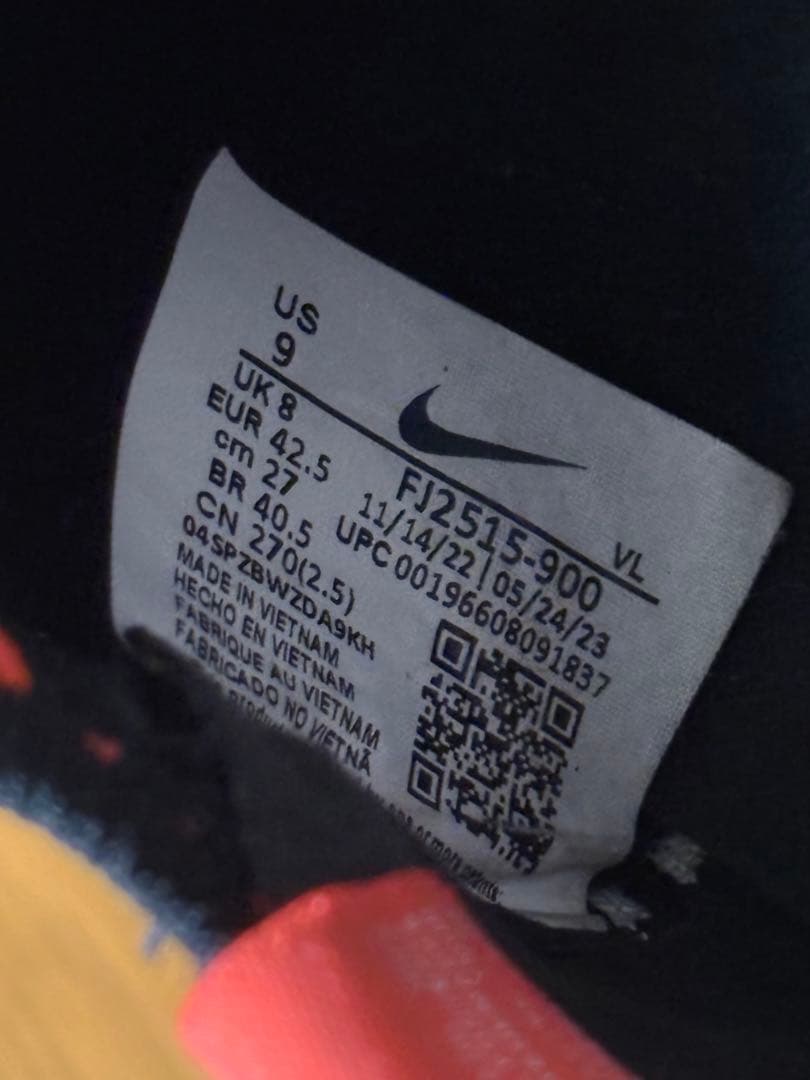 US
9
UK 8
EUR 42.5
cm 27
BR 40.5
CN 270(2.5)
04SPZBWZDA9KH
MADE IN VIETNAM
HECHO EN VIETNAM
FABRIQUE AU VIETNAM
FABRICADO NO VIETNÃ
VL
FJ2515-900
11/14/22 | 05/24/23
UPC 00196608091837
or more